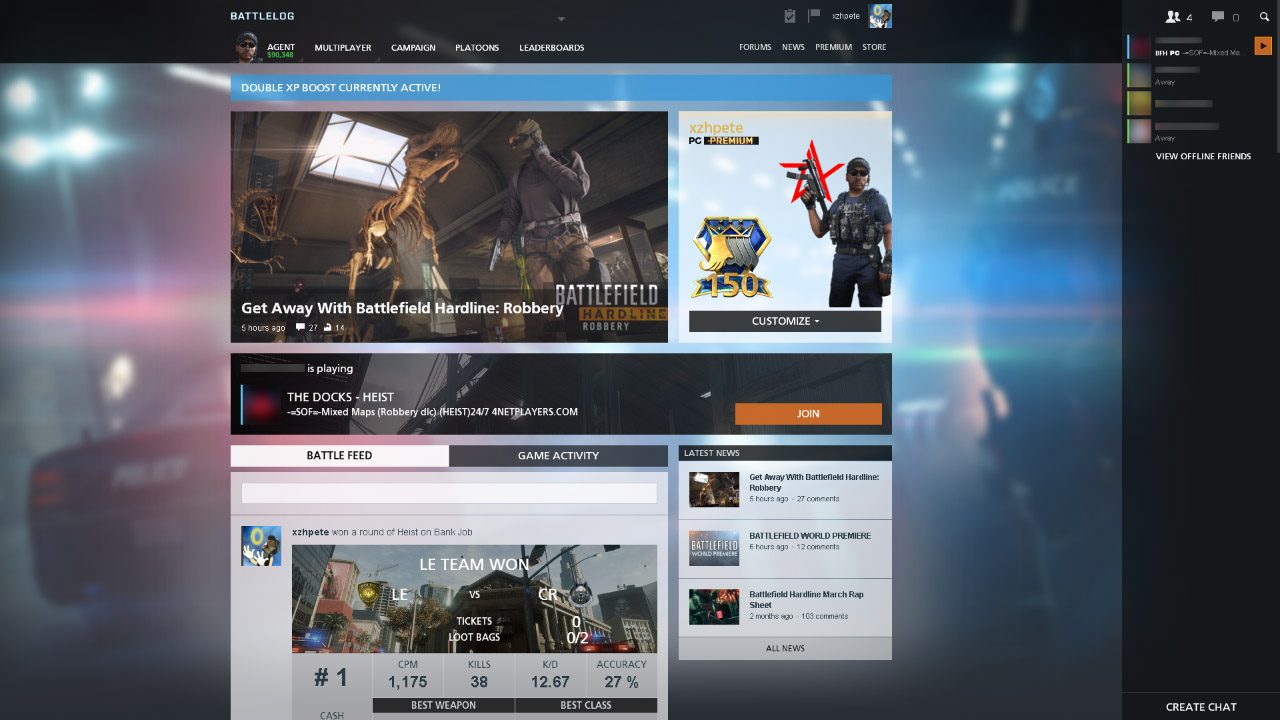 BATTLELOG
xzhpete
4
0
AGENT
$90,348
MULTIPLAYER
CAMPAIGN
PLATOONS
LEADERBOARDS
FORUMS
NEWS
PREMIUM
STORE
BFH PC -=SOF=-Mixed Me...
Away
Away
VIEW OFFLINE FRIENDS
DOUBLE XP BOOST CURRENTLY ACTIVE!
BATTLEFIELD
HARDLINE
ROBBERY
Get Away With Battlefield Hardline: Robbery
5 hours ago 27 14
xzhpete
PC PREMIUM
150
CUSTOMIZE
is playing
THE DOCKS - HEIST
-=SOF=-Mixed Maps (Robbery dlc) (HEIST)24/7 4NETPLAYERS.COM
JOIN
BATTLE FEED
GAME ACTIVITY
xzhpete won a round of Heist on Bank Job
LE TEAM WON
LE VS CR
TICKETS 0
LOOT BAGS 0/2
# 1
CASH
CPM
1,175
KILLS
38
K/D
12.67
ACCURACY
27 %
BEST WEAPON
BEST CLASS
LATEST NEWS
Get Away With Battlefield Hardline:
Robbery
5 hours ago · 27 comments
BATTLEFIELD
WORLD PREMIERE
BATTLEFIELD WORLD PREMIERE
6 hours ago · 12 comments
Battlefield Hardline March Rap
Sheet
2 months ago · 103 comments
ALL NEWS
CREATE CHAT
POLICE